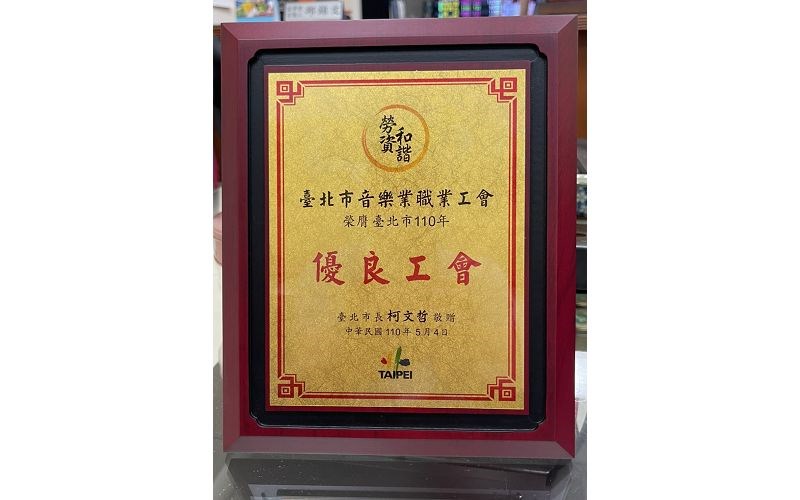 勞資
和諧
臺北市音樂業職業工會
榮膺臺北市110年
優良工會
臺北市長柯文哲敬贈
中華民國110年5月4日
TAIPEI